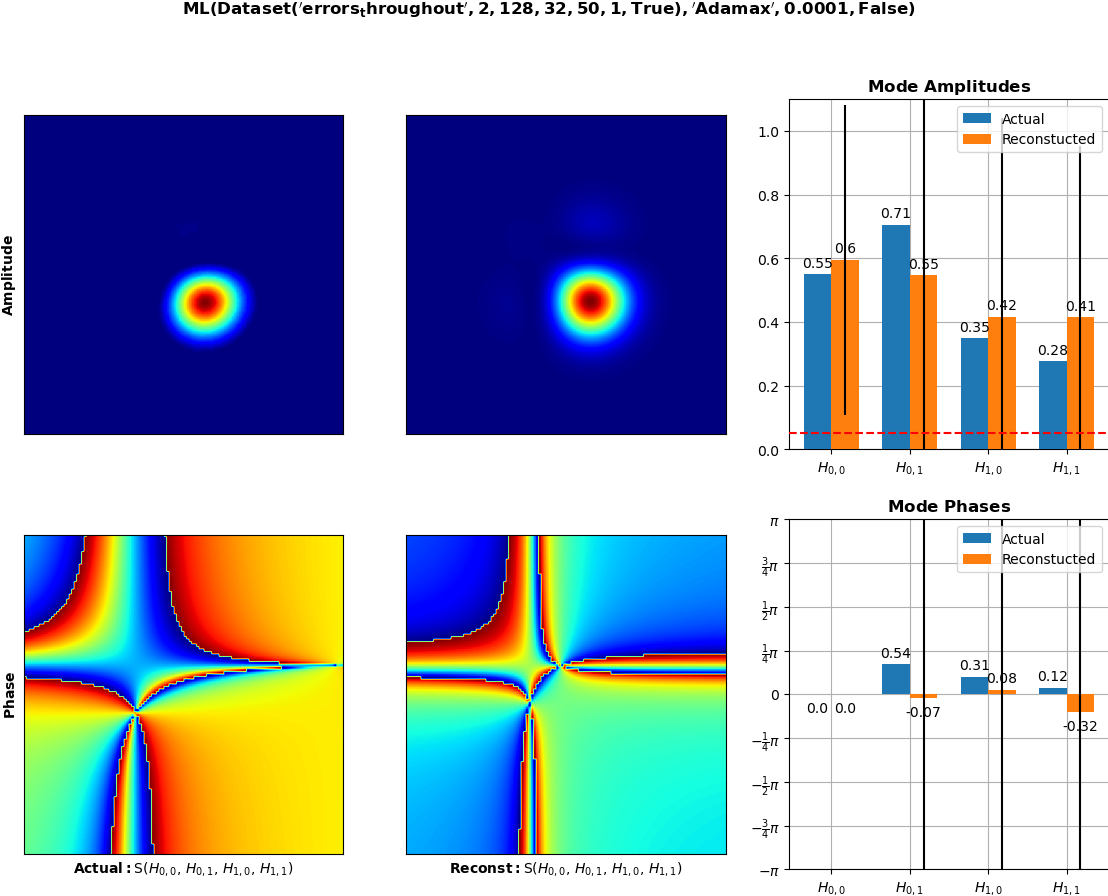 ML(Dataset('errors_throughout', 2, 128, 32, 50, 1, True), 'Adamax', 0.0001, False)
Mode Amplitudes
Amplitude
Actual
Reconstucted
1.0
0.8
0.6
0.4
0.2
0.0
0.55
0.6
0.71
0.55
0.35
0.42
0.28
0.41
H0,0
H0,1
H1,0
H1,1
Mode Phases
Phase
Actual
Reconstucted
π
3/4π
1/2π
1/4π
0
−1/4π
−1/2π
−3/4π
−π
0.0
0.0
0.54
-0.07
0.31
0.08
0.12
-0.32
H0,0
H0,1
H1,0
H1,1
Actual: S(H0,0, H0,1, H1,0, H1,1)
Reconst: S(H0,0, H0,1, H1,0, H1,1)